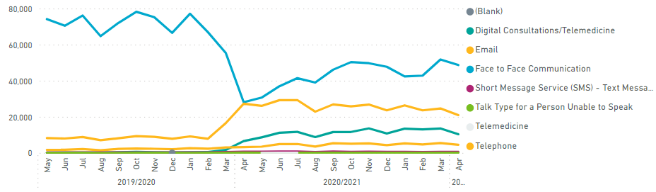 80,000
60,000
40,000
20,000
0
May Jun Jul Aug Sep Oct Nov Dec Jan Feb Mar Apr May Jun Jul Aug Sep Oct Nov Dec Jan Feb Mar Apr
2019/2020 2020/2021 20...
(Blank)
Digital Consultations/Telemedicine
Email
Face to Face Communication
Short Message Service (SMS) - Text Messa...
Talk Type for a Person Unable to Speak
Telemedicine
Telephone